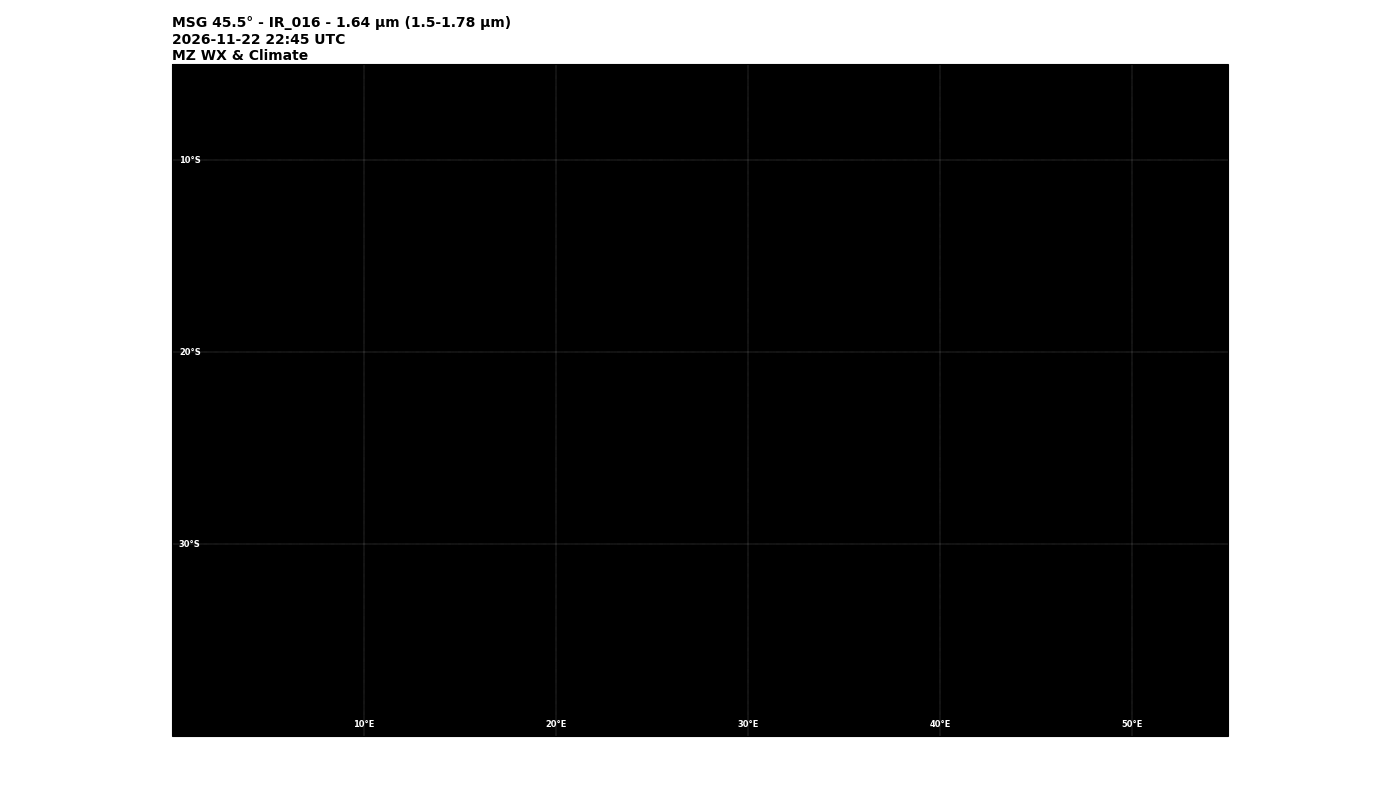 MSG 45.5° - IR_016 - 1.64 µm (1.5-1.78 µm)
2026-11-22 22:45 UTC
MZ WX & Climate
10°S
20°S
30°S
10°E 20°E 30°E 40°E 50°E